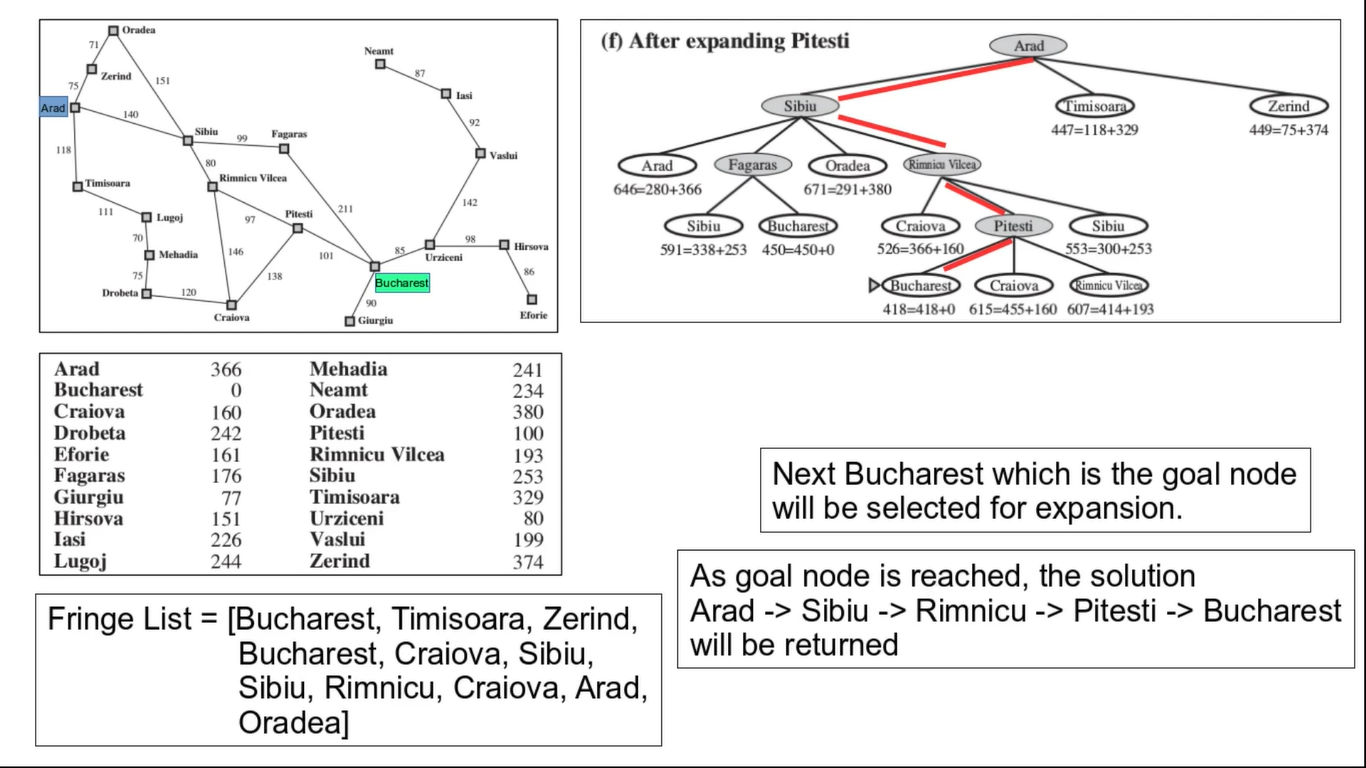 Oradea
71
Neamt
Zerind
87
151
75
Iasi
Arad
140
92
Sibiu
Fagaras
99
118
Vaslui
80
Rimnicu Vilcea
Timisoara
142
111
211
Lugoj
97
Pitesti
70
98
Hirsova
146
85
101
Urziceni
Mehadia
138
86
75
Bucharest
120
Drobeta
90
Craiova
Giurgiu
Eforie
(f) After expanding Pitesti
Arad
Sibiu
Timisoara
Zerind
447=118+329
449=75+374
Arad
Fagaras
Oradea
Rimnicu Vilcea
646=280+366
671=291+380
Sibiu
Bucharest
Craiova
Pitesti
Sibiu
591=338+253
450=450+0
526=366+160
553=300+253
Bucharest
Craiova
Rimnicu Vilcea
418=418+0
615=455+160
607=414+193
Arad 366 Mehadia 241
Bucharest 0 Neamt 234
Craiova 160 Oradea 380
Drobeta 242 Pitesti 100
Eforie 161 Rimnicu Vilcea 193
Fagaras 176 Sibiu 253
Giurgiu 77 Timisoara 329
Hirsova 151 Urziceni 80
Iasi 226 Vaslui 199
Lugoj 244 Zerind 374
Next Bucharest which is the goal node
will be selected for expansion.
As goal node is reached, the solution
Arad -> Sibiu -> Rimnicu -> Pitesti -> Bucharest
will be returned
Fringe List = [Bucharest, Timisoara, Zerind,
Bucharest, Craiova, Sibiu,
Sibiu, Rimnicu, Craiova, Arad,
Oradea]